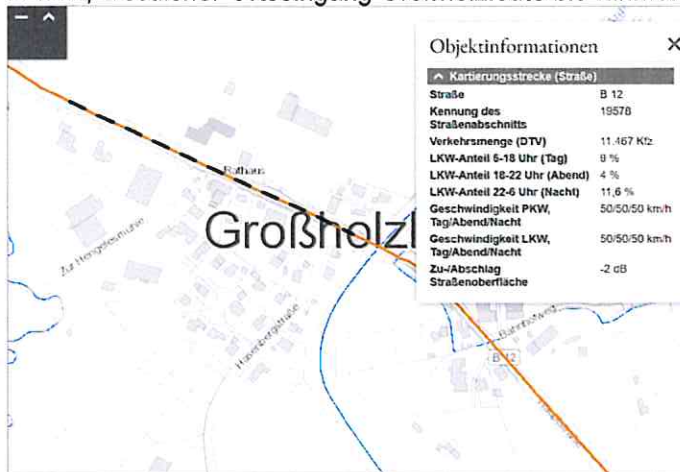 Objektinformationen
Kartierungsstrecke (Straße)
Straße B 12
Kennung des 19578
Straßenabschnitts
Verkehrsmenge (DTV) 11.467 Kfz
LKW-Anteil 6-18 Uhr (Tag) 9 %
LKW-Anteil 18-22 Uhr (Abend) 4 %
LKW-Anteil 22-6 Uhr (Nacht) 11,6 %
Geschwindigkeit PKW, 50/50/50 km/h
Tag/Abend/Nacht
Geschwindigkeit LKW, 50/50/50 km/h
Tag/Abend/Nacht
Zu-/Abschlag -2 dB
Straßenoberfläche
Rathaus
Großholzl
Zur Hengelesmühle
Hasenbergstraße
Bahnhofweg
B 12